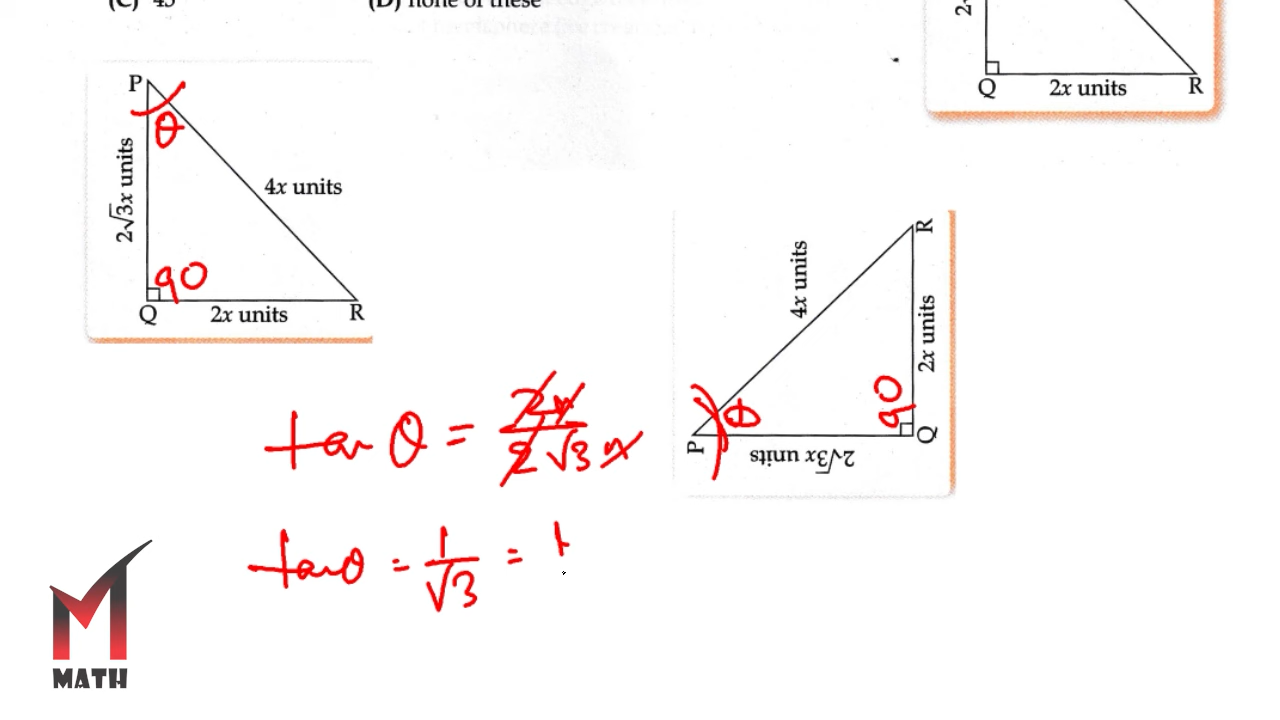 (C) 45 (D) none of these
P
θ
2√3x units
4x units
90
Q 2x units R
Q 2x units R
R
4x units
2x units
90
θ
P Q
2√3x units
tan θ = 2x / 2√3x
tan θ = 1/√3 = t
MATH